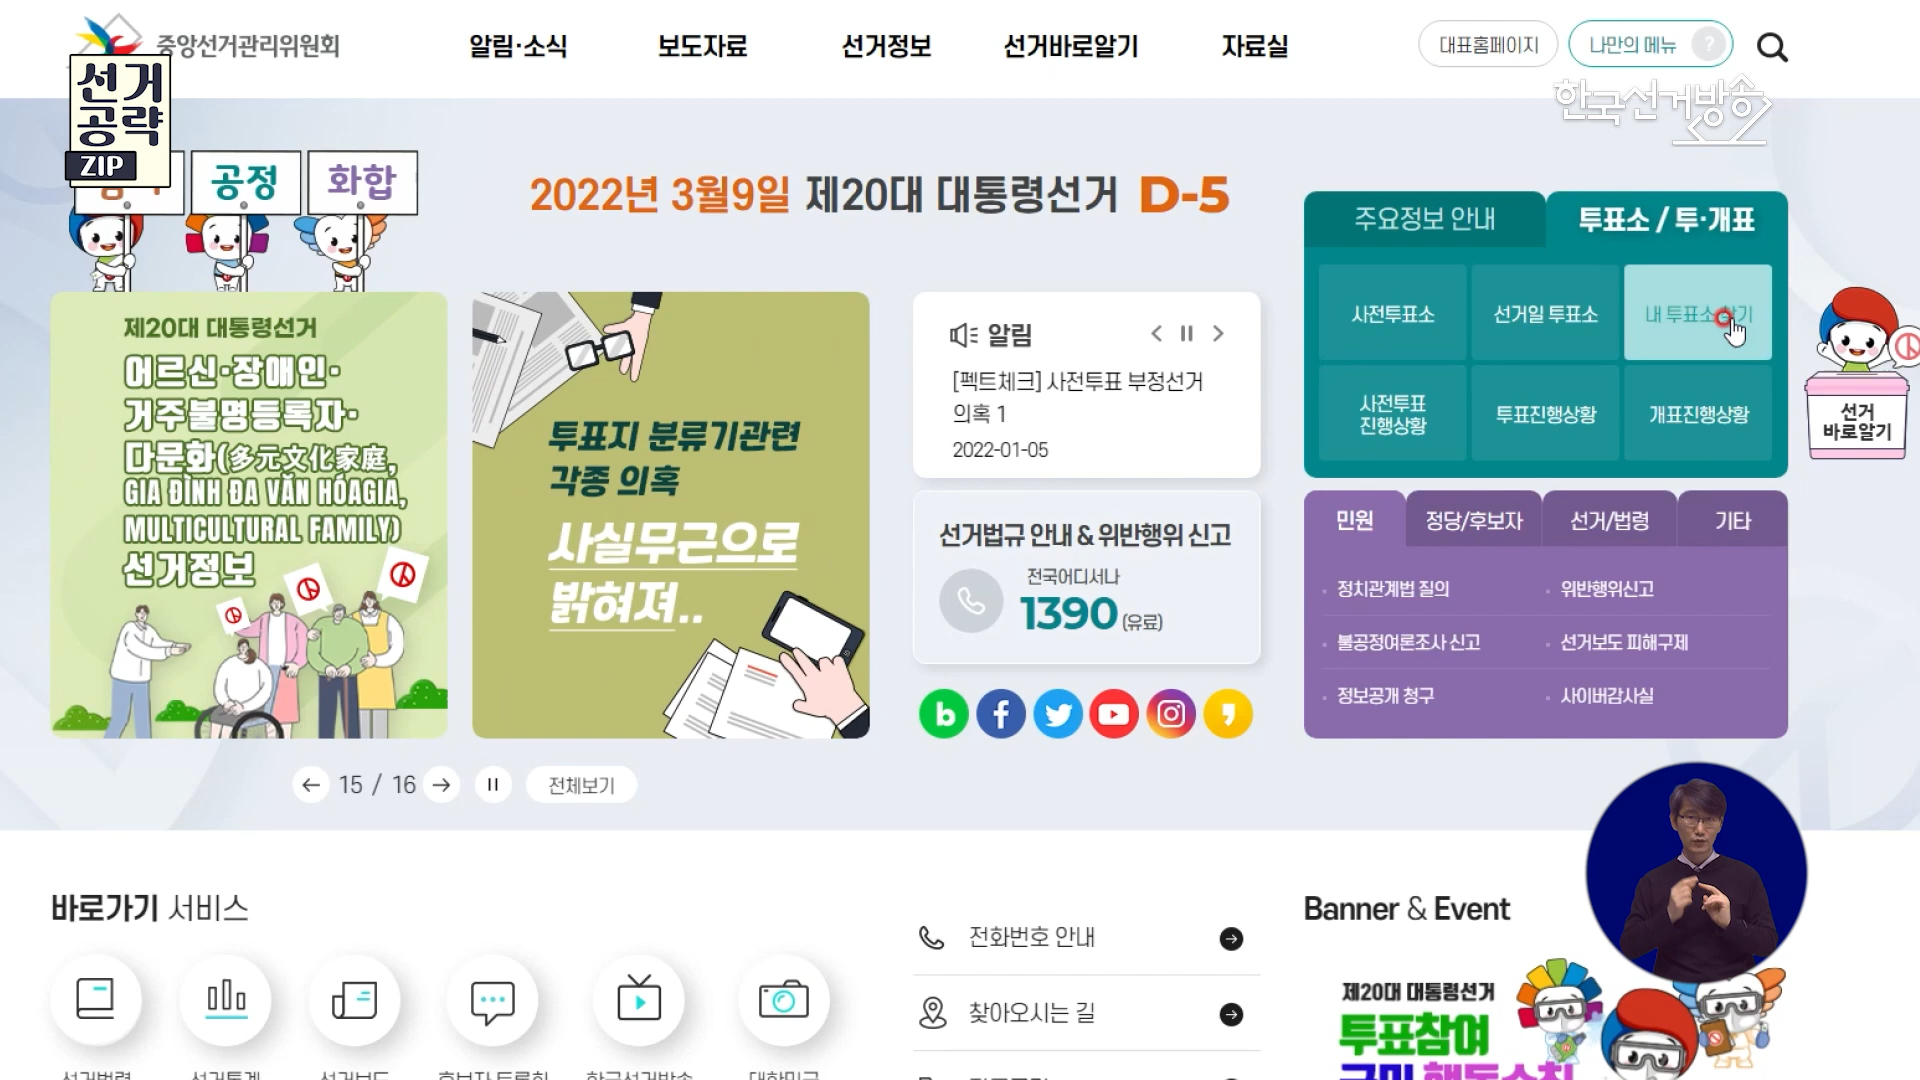 중앙선거관리위원회
알림·소식
보도자료
선거정보
선거바로알기
자료실
대표홈페이지
나만의 메뉴
?
선거
공략
ZIP
한국선거방송
공정
화합
2022년 3월9일 제20대 대통령선거 D-5
제20대 대통령선거
어르신·장애인·
거주불명등록자·
다문화(多元文化家庭,
GIA ĐÌNH ĐA VĂN HÓAGIA,
MULTICULTURAL FAMILY)
선거정보
투표지 분류기관련
각종 의혹
사실무근으로
밝혀져..
15 / 16
전체보기
알림
[펙트체크] 사전투표 부정선거
의혹 1
2022-01-05
선거법규 안내 & 위반행위 신고
전국어디서나
1390 (유료)
주요정보 안내
투표소 / 투·개표
사전투표소
선거일 투표소
내 투표소 찾기
사전투표
진행상황
투표진행상황
개표진행상황
선거
바로알기
민원
정당/후보자
선거/법령
기타
정치관계법 질의
위반행위신고
불공정여론조사 신고
선거보도 피해구제
정보공개 청구
사이버감사실
바로가기 서비스
전화번호 안내
찾아오시는 길
Banner & Event
제20대 대통령선거
투표참여